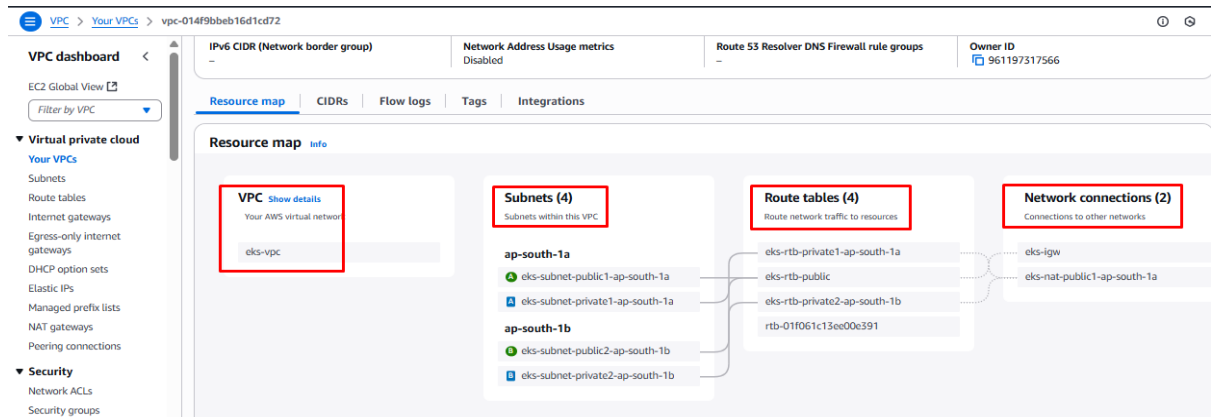 VPC > Your VPCs > vpc-014f9bbeb16d1cd72
VPC dashboard
EC2 Global View
Filter by VPC
Virtual private cloud
Your VPCs
Subnets
Route tables
Internet gateways
Egress-only internet
gateways
DHCP option sets
Elastic IPs
Managed prefix lists
NAT gateways
Peering connections
Security
Network ACLs
Security groups
IPv6 CIDR (Network border group)
–
Network Address Usage metrics
Disabled
Route 53 Resolver DNS Firewall rule groups
–
Owner ID
961197317566
Resource map
CIDRs
Flow logs
Tags
Integrations
Resource map Info
VPC Show details
Your AWS virtual network
eks-vpc
Subnets (4)
Subnets within this VPC
ap-south-1a
A eks-subnet-public1-ap-south-1a
A eks-subnet-private1-ap-south-1a
ap-south-1b
B eks-subnet-public2-ap-south-1b
B eks-subnet-private2-ap-south-1b
Route tables (4)
Route network traffic to resources
eks-rtb-private1-ap-south-1a
eks-rtb-public
eks-rtb-private2-ap-south-1b
rtb-01f061c13ee00e391
Network connections (2)
Connections to other networks
eks-igw
eks-nat-public1-ap-south-1a